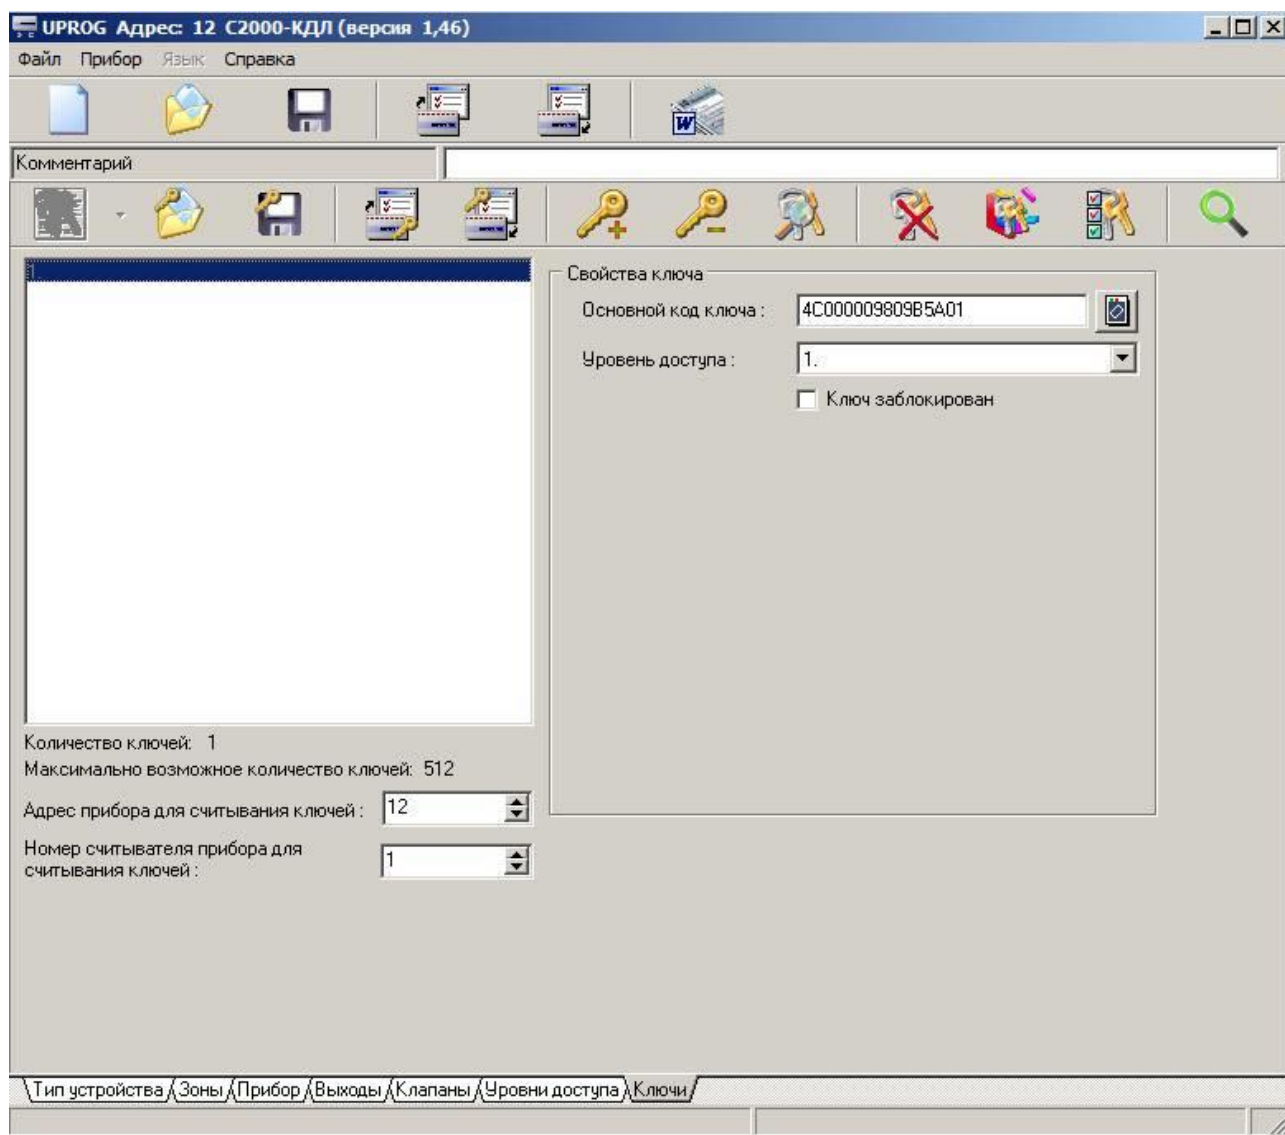 UPROG Адрес: 12 С2000-КДЛ (версия 1,46)
Файл Прибор Язык Справка
W
Комментарий
1.
Свойства ключа
Основной код ключа : 4C000009809B5A01
Уровень доступа : 1.
Ключ заблокирован
Количество ключей: 1
Максимально возможное количество ключей: 512
Адрес прибора для считывания ключей : 12
Номер считывателя прибора для
считывания ключей : 1
Тип устройства Зоны Прибор Выходы Клапаны Уровни доступа Ключи